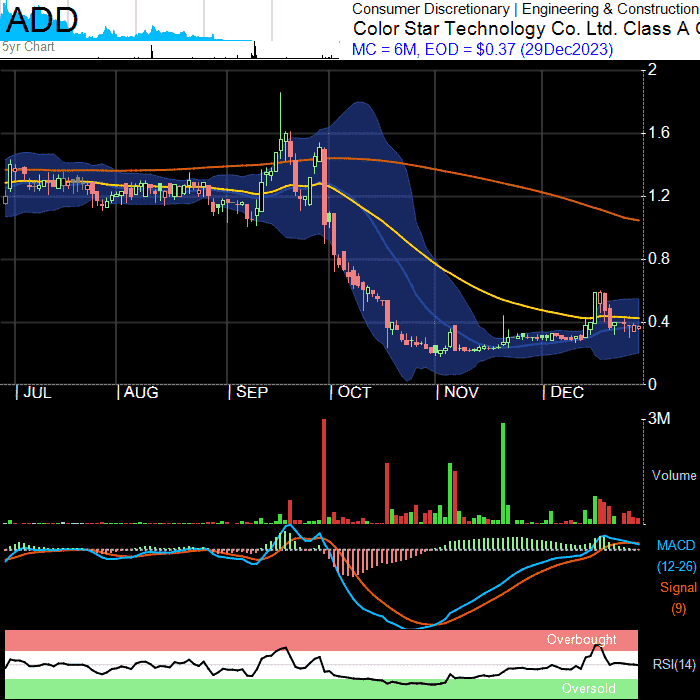 ADD
Consumer Discretionary | Engineering & Construction
Color Star Technology Co. Ltd. Class A
5yr Chart
MC = 6M, EOD = $0.37 (29Dec2023)
2
1.6
1.2
0.8
0.4
0
| JUL | AUG | SEP | OCT | NOV | DEC
3M
Volume
MACD
(12-26)
Signal
(9)
Overbought
RSI(14)
Oversold